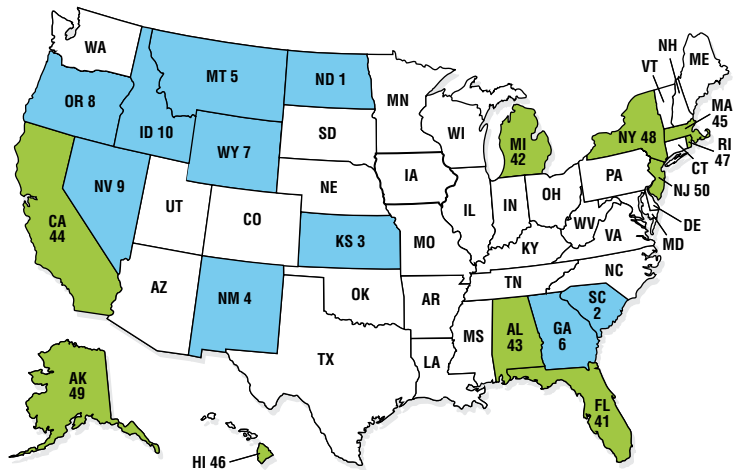 WA
MT 5
ND 1
MN
VT
NH
ME
OR 8
ID 10
WY 7
SD
WI
MI
42
NY 48
MA
45
RI
47
CT
NV 9
UT
CO
NE
IA
IL
IN
OH
PA
NJ 50
DE
MD
CA
44
KS 3
MO
KY
WV
VA
AZ
NM 4
OK
AR
TN
NC
SC
2
TX
LA
MS
AL
43
GA
6
AK
49
HI 46
FL
41